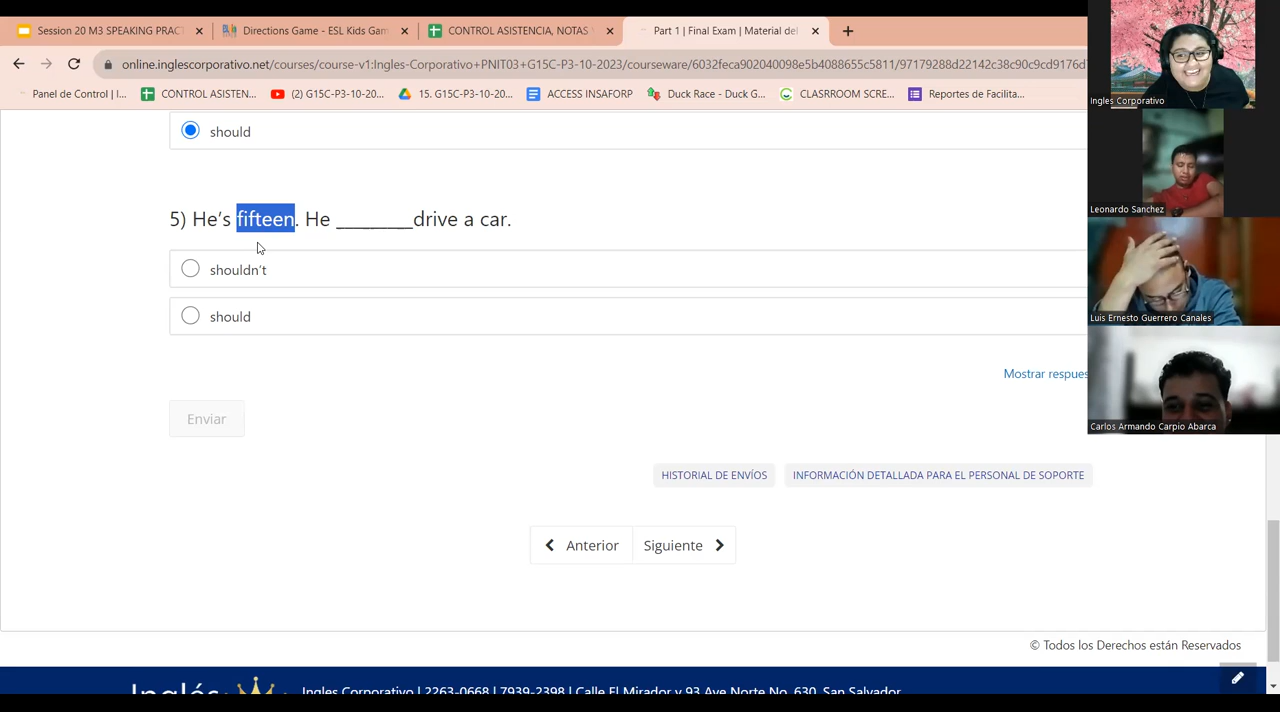 Session 20 M3 SPEAKING PRACT
Directions Game - ESL Kids Gam
CONTROL ASISTENCIA, NOTAS
Part 1 | Final Exam | Material del
online.inglescorporativo.net/courses/course-v1:Ingles-Corporativo+PNITU3+G15C-P3-10-2023/courseware/6032feca902040098e5b4088655c5811/97179288d22142c38c90c9cd9176d
Panel de Control | I...
CONTROL ASISTEN...
(2) G15C-P3-10-20...
15. G15C-P3-10-20...
ACCESS INSAFORP
Duck Race - Duck G...
CLASRROOM SCRE...
Reportes de Facilita...
should
5) He's fifteen. He ________drive a car.
shouldn't
should
Mostrar respues
Enviar
HISTORIAL DE ENVÍOS
INFORMACIÓN DETALLADA PARA EL PERSONAL DE SOPORTE
Anterior
Siguiente
© Todos los Derechos están Reservados
Inglés
Ingles Corporativo | 2263-0668 | 7939-2398 | Calle El Mirador y 93 Ave Norte No. 630, San Salvador
Ingles Corporativo
Leonardo Sanchez
Luis Ernesto Guerrero Canales
Carlos Armando Carpio Abarca